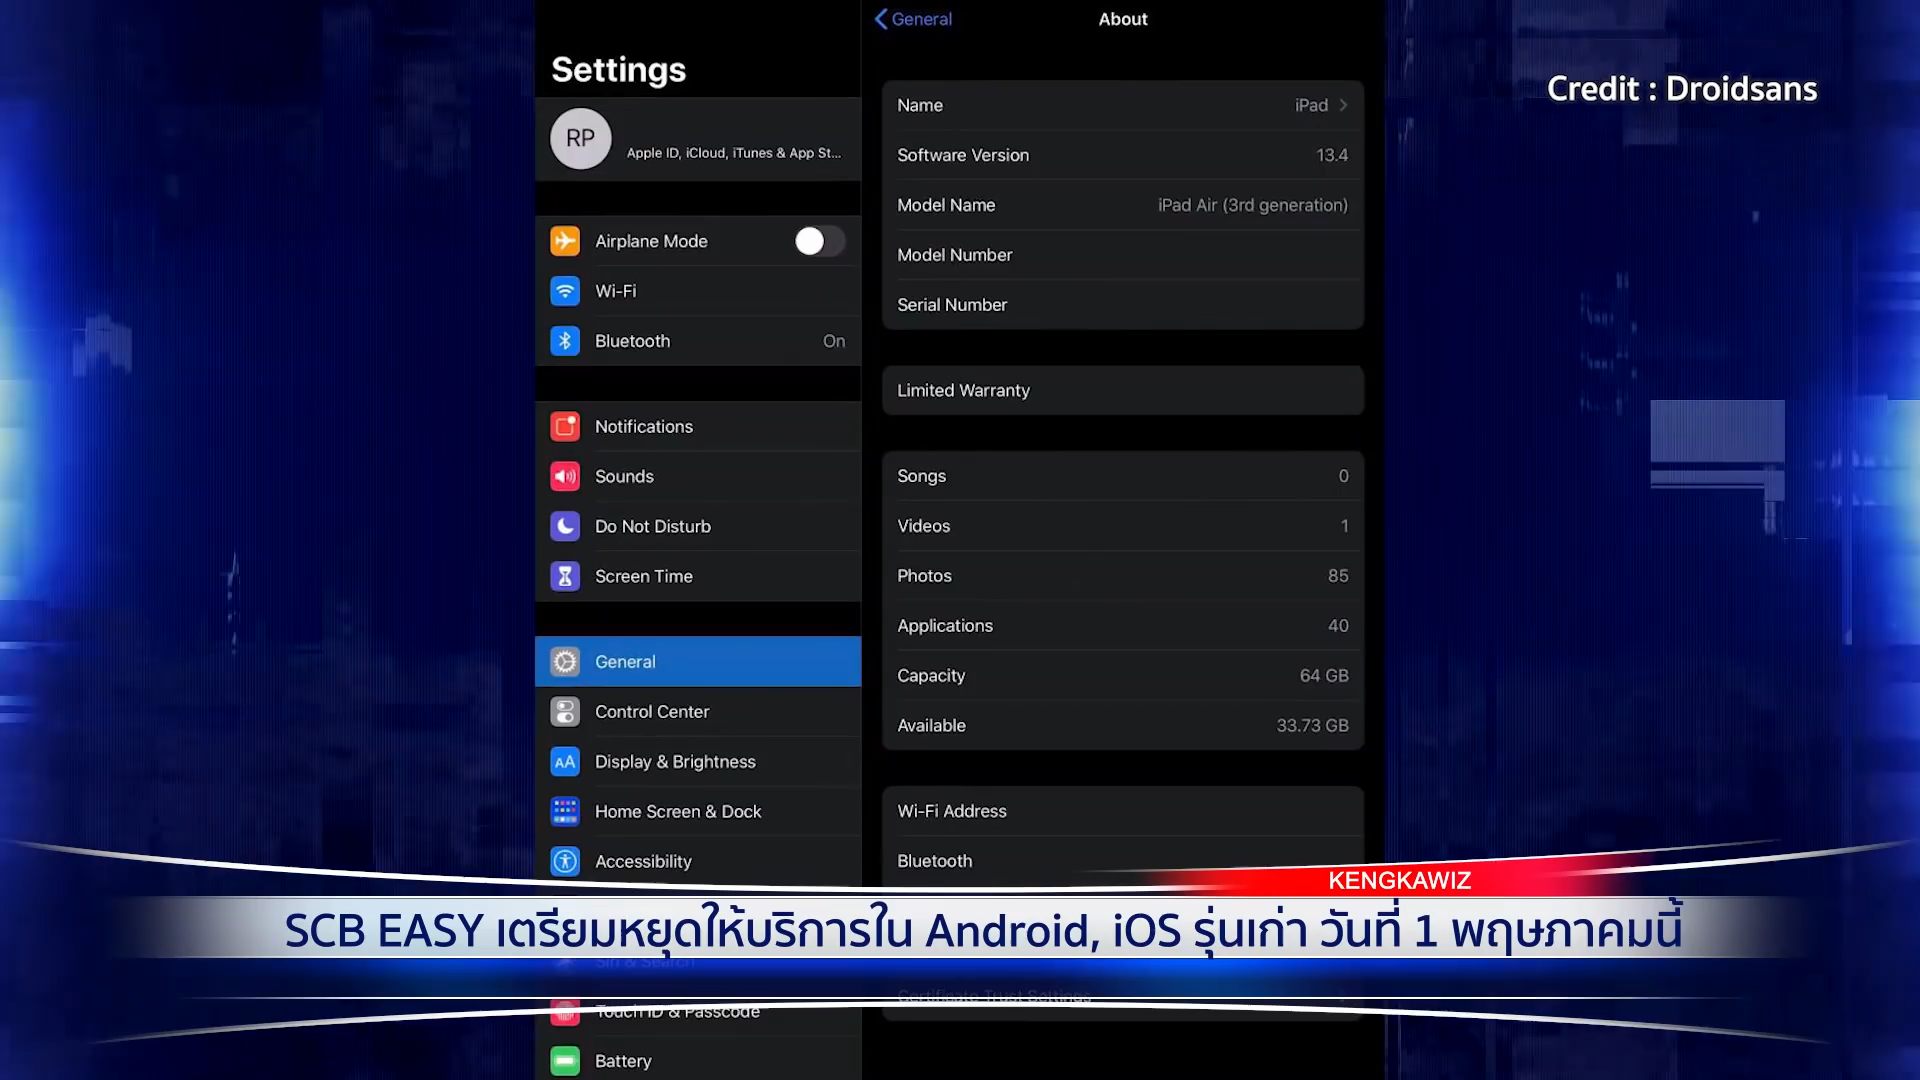 Settings
RP
Apple ID, iCloud, iTunes & App St...
Airplane Mode
Wi-Fi
Bluetooth On
Notifications
Sounds
Do Not Disturb
Screen Time
General
Control Center
AA Display & Brightness
Home Screen & Dock
Accessibility
Siri & Search
Touch ID & Passcode
Battery
General
About
Name iPad
Software Version 13.4
Model Name iPad Air (3rd generation)
Model Number
Serial Number
Limited Warranty
Songs 0
Videos 1
Photos 85
Applications 40
Capacity 64 GB
Available 33.73 GB
Wi-Fi Address
Bluetooth
Certificate Trust Settings
Credit : Droidsans
KENGKAWIZ
SCB EASY เตรียมหยุดให้บริการใน Android, iOS รุ่นเก่า วันที่ 1 พฤษภาคมนี้